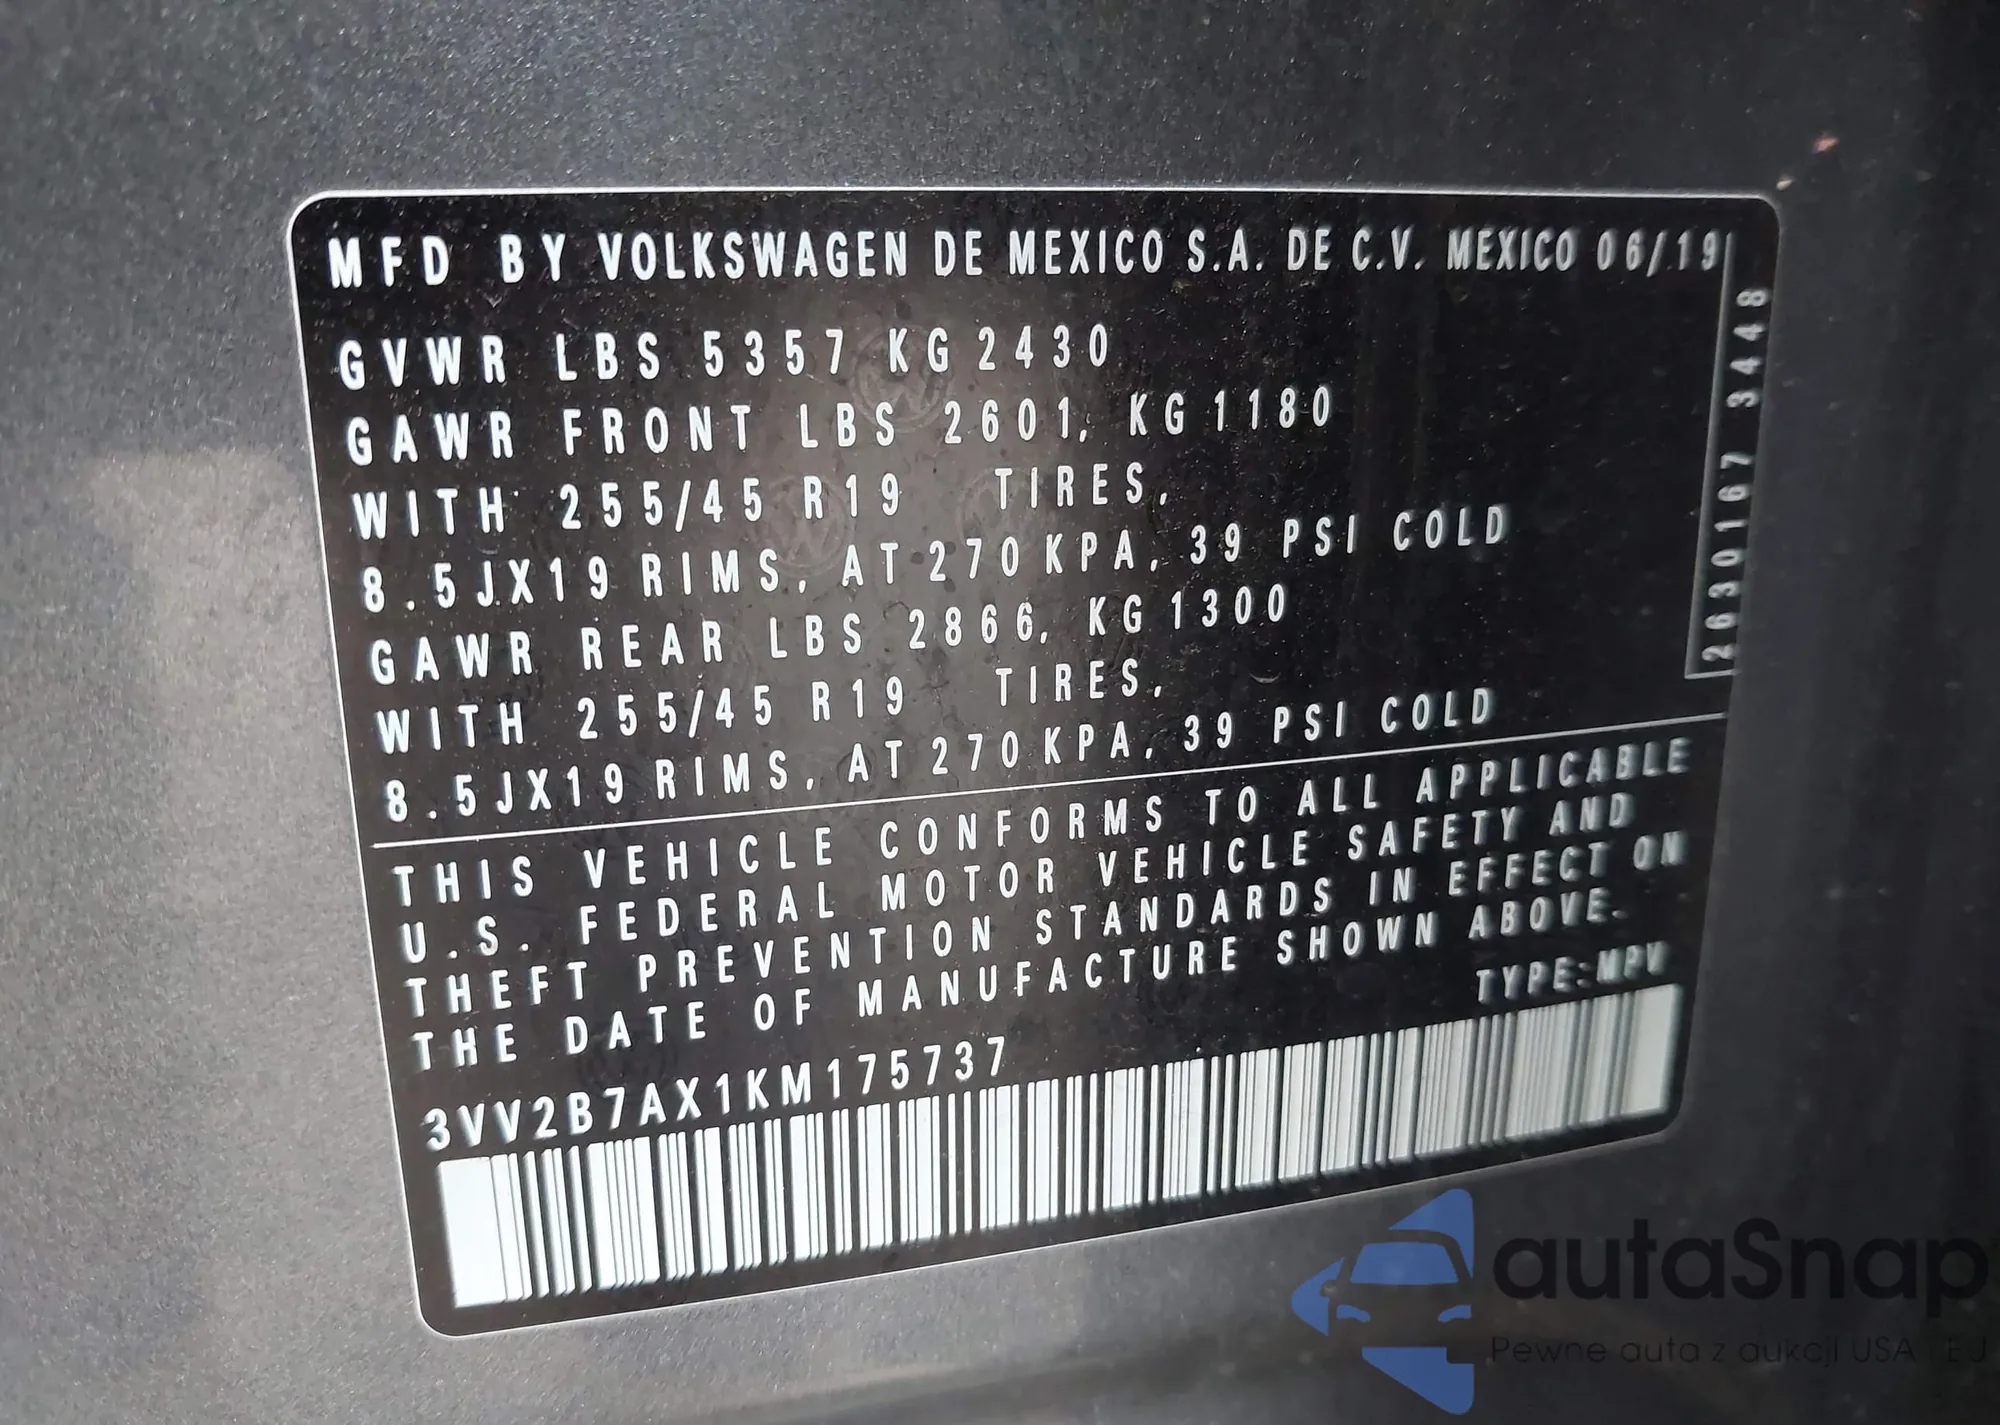 MFD BY VOLKSWAGEN DE MEXICO S.A. DE C.V. MEXICO 06/19
GVWR LBS 5357 KG 2430
GAWR FRONT LBS 2601, KG 1180
WITH 255/45 R19 TIRES,
8.5JX19 RIMS, AT 270 KPA, 39 PSI COLD
GAWR REAR LBS 2866, KG 1300
WITH 255/45 R19 TIRES,
8.5JX19 RIMS, AT 270 KPA, 39 PSI COLD
2630167 3448
THIS VEHICLE CONFORMS TO ALL APPLICABLE
U.S. FEDERAL MOTOR VEHICLE SAFETY AND
THEFT PREVENTION STANDARDS IN EFFECT ON
THE DATE OF MANUFACTURE SHOWN ABOVE.
TYPE:MPV
3VV2B7AX1KM175737
autaSnap
Pewne auta z aukcji USA i EJ